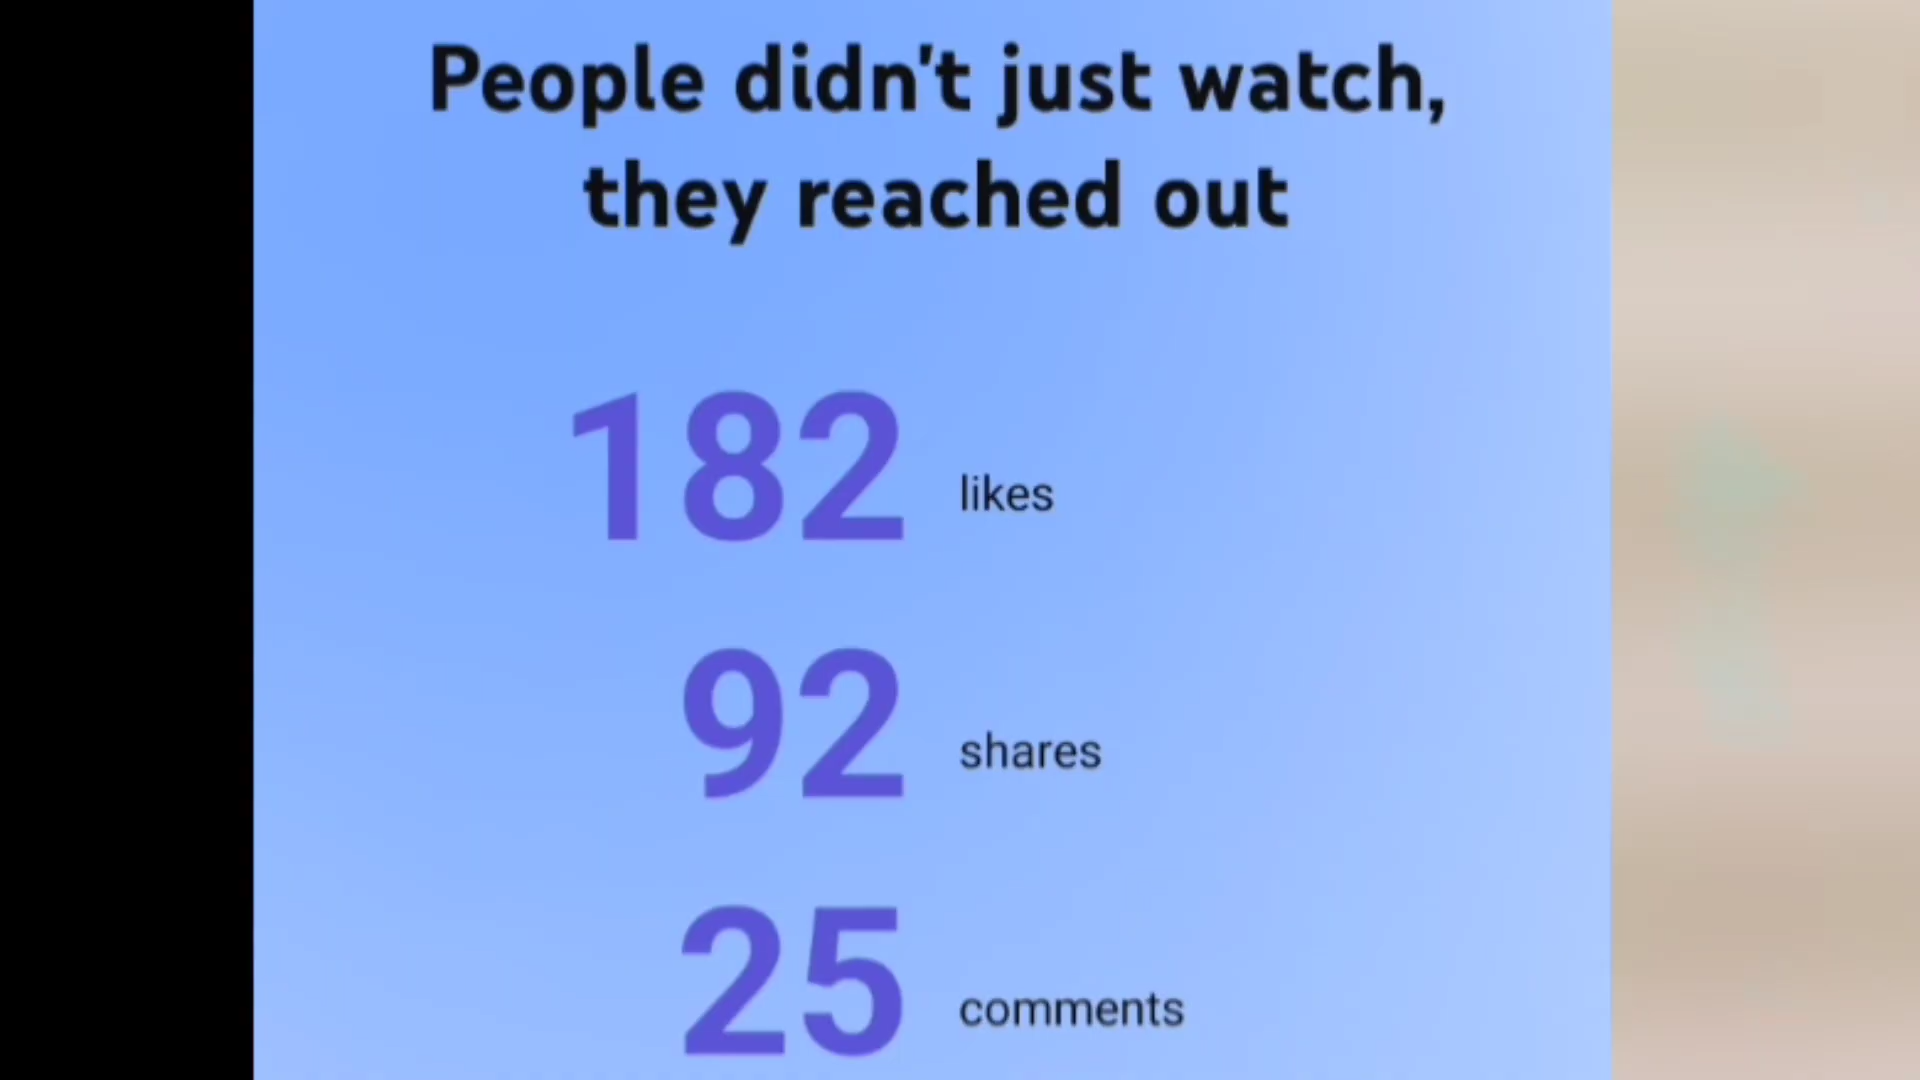 People didn't just watch,
they reached out
182 likes
92 shares
25 comments